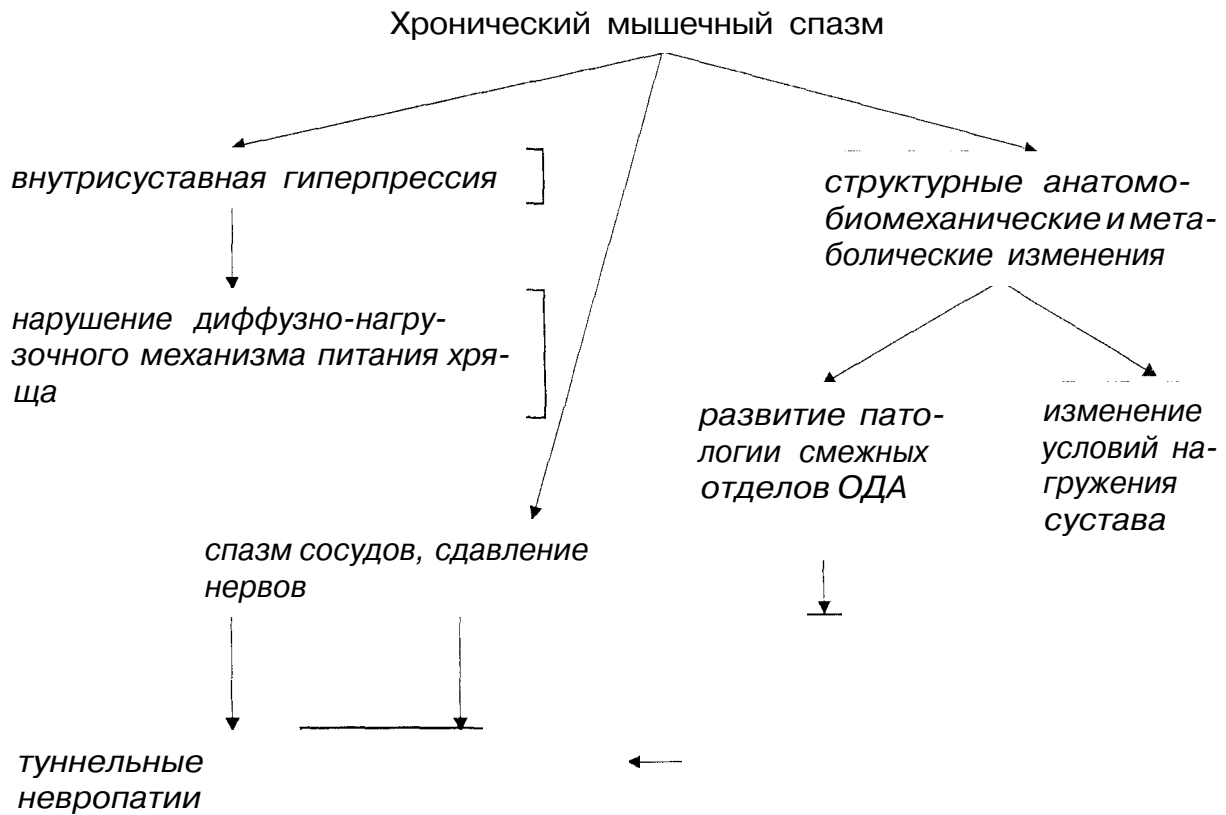 Хронический мышечный спазм
внутрисуставная гиперпрессия
структурные анатомо-
биомеханические и мета-
болические изменения
нарушение диффузно-нагру-
зочного механизма питания хря-
ща
развитие пато-
логии смежных
отделов ОДА
изменение
условий на-
гружения
сустава
спазм сосудов, сдавление
нервов
туннельные
невропатии